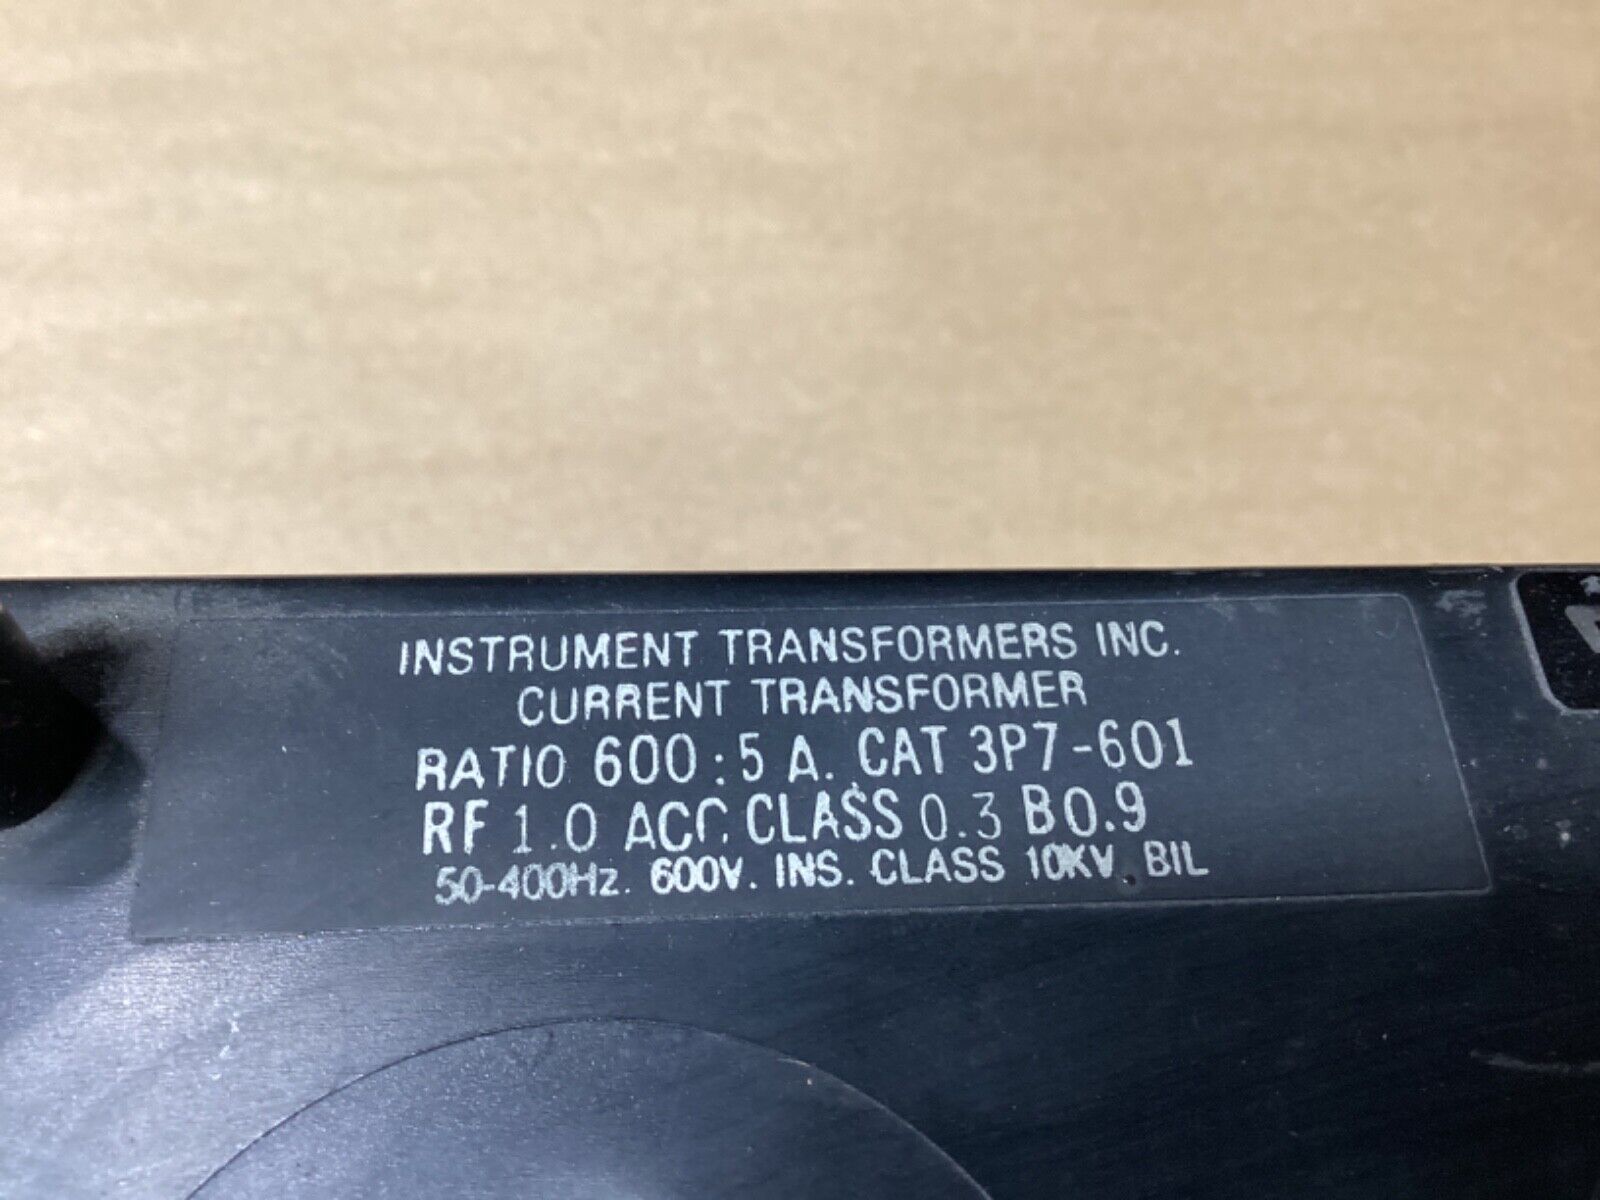 INSTRUMENT TRANSFORMERS INC.
CURRENT TRANSFORMER
RATIO 600 : 5 A. CAT 3P7-601
RF 1.0 ACC. CLASS 0.3 B0.9
50-400Hz. 600V. INS. CLASS 10KV. BIL